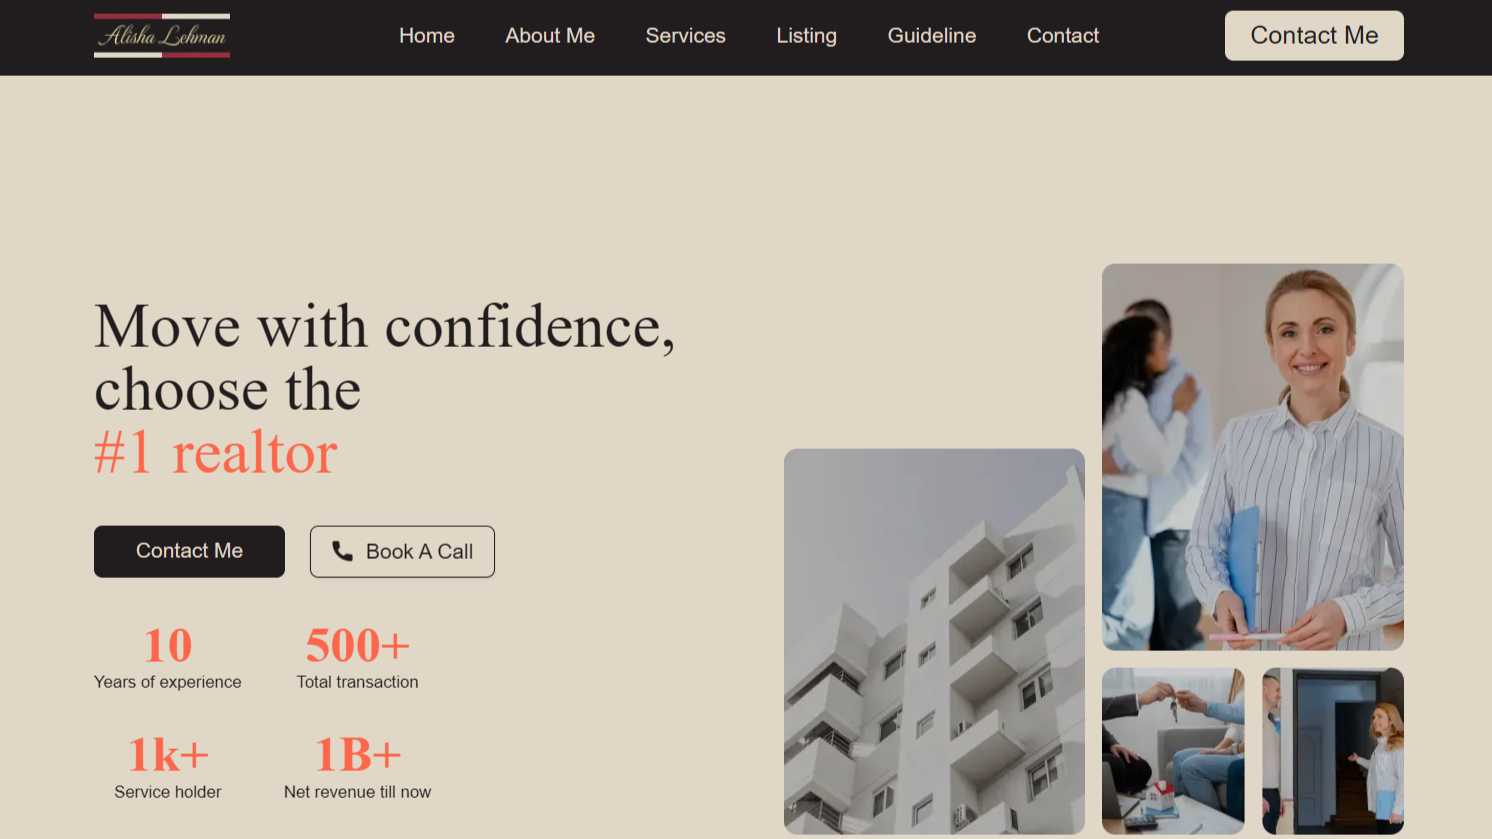 Alisha Lehman
Home
About Me
Services
Listing
Guideline
Contact
Contact Me
Move with confidence,
choose the
#1 realtor
Contact Me
Book A Call
10
Years of experience
500+
Total transaction
1k+
Service holder
1B+
Net revenue till now